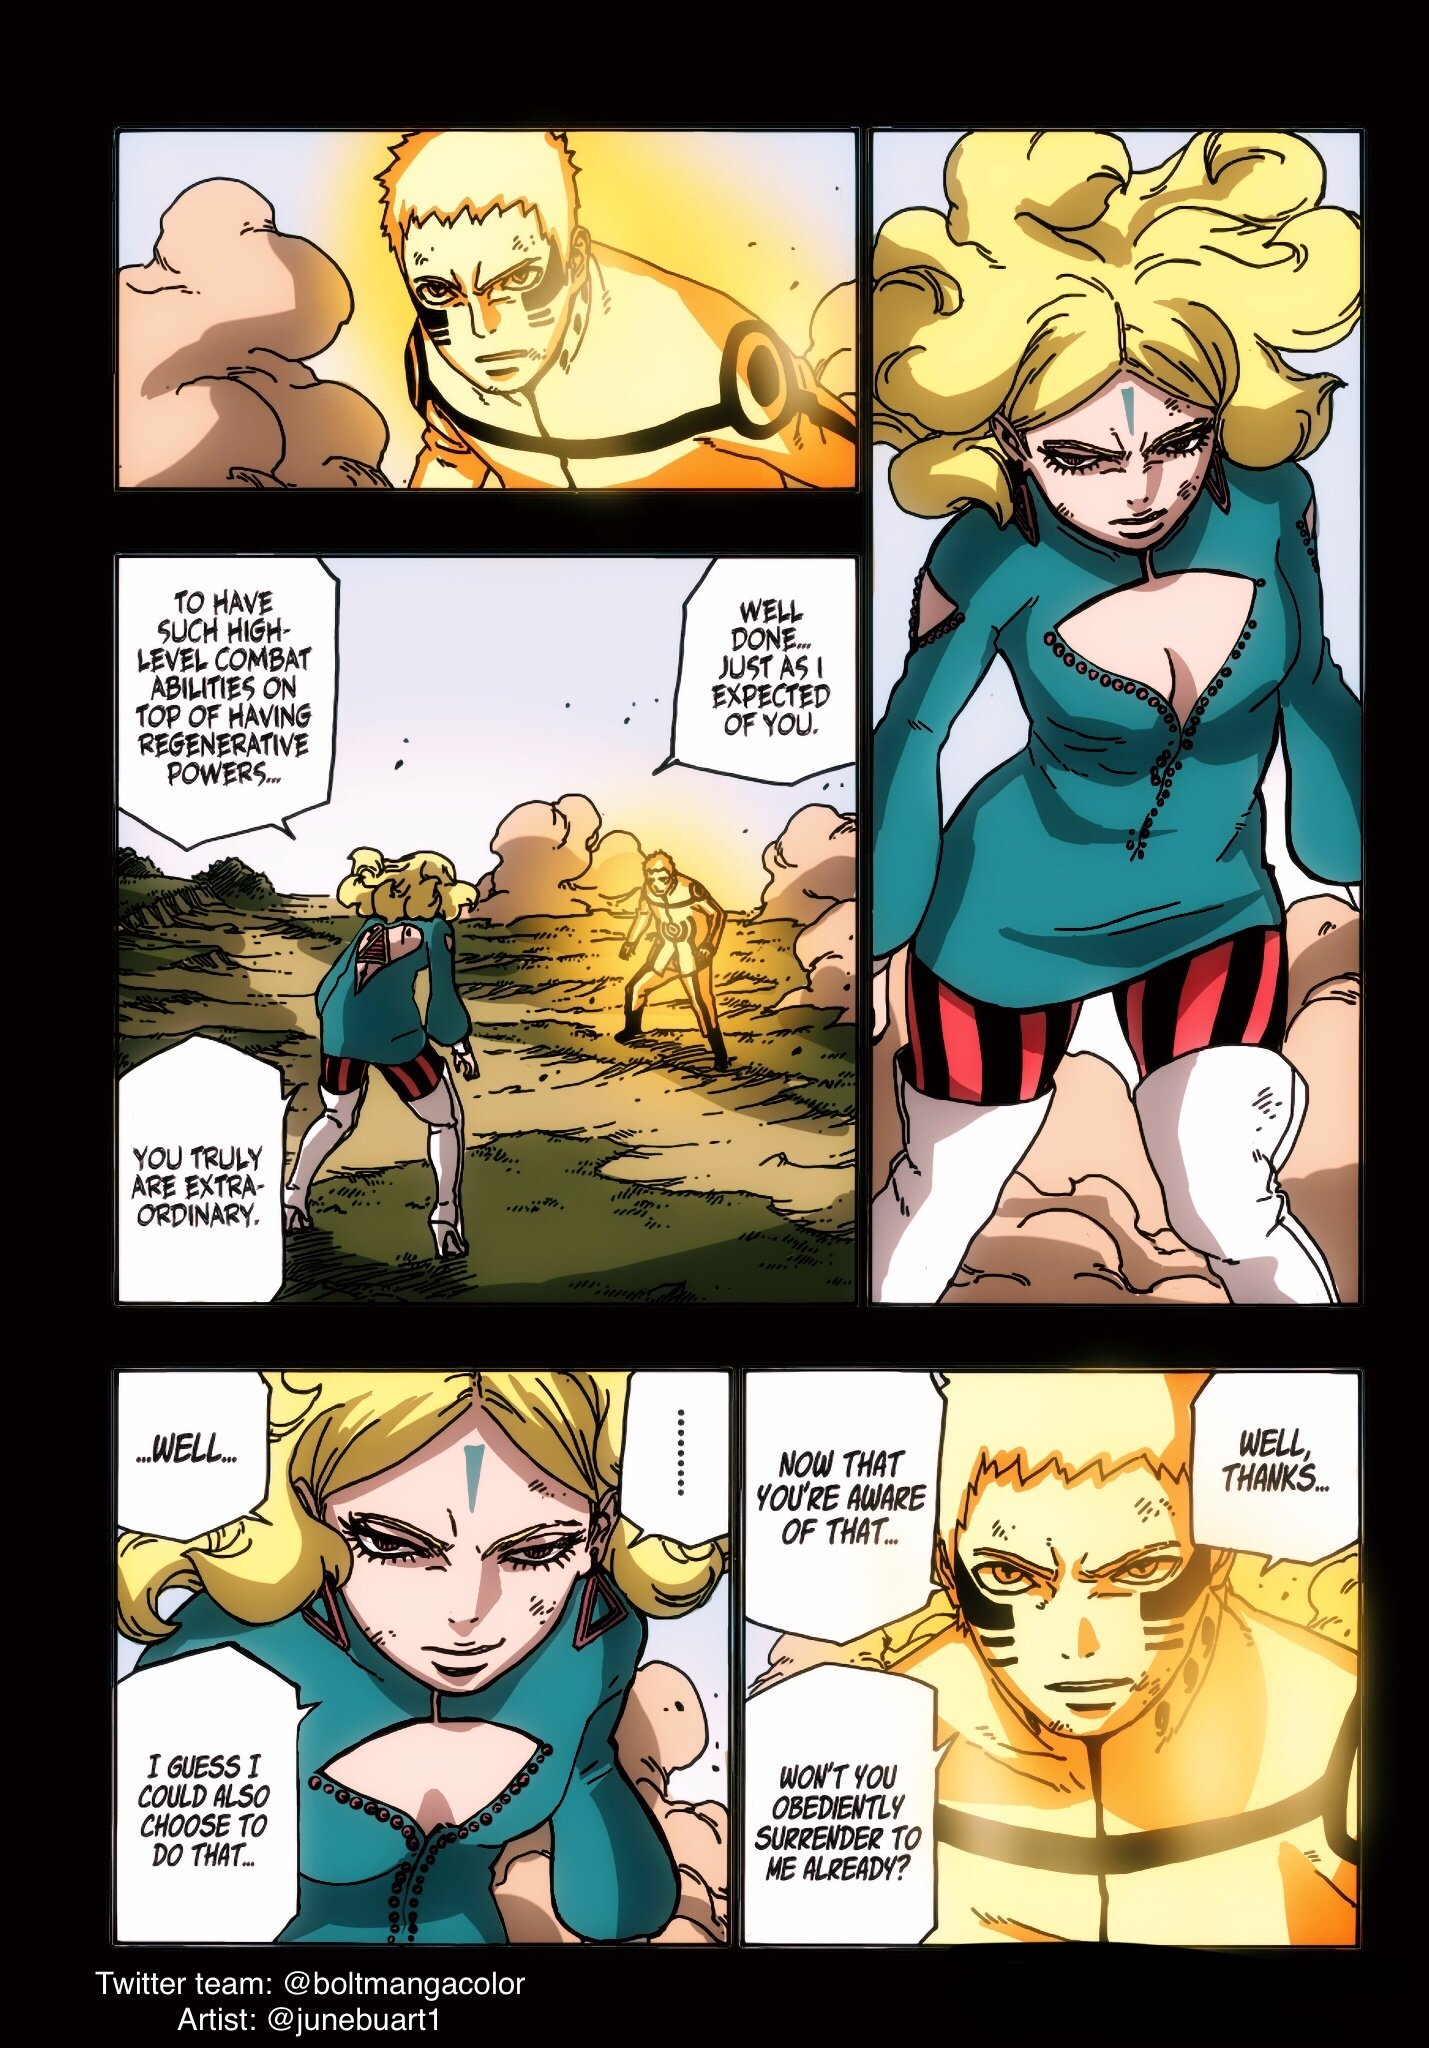 WELL
DONE...
JUST AS I
EXPECTED
OF YOU.
TO HAVE
SUCH HIGH-
LEVEL COMBAT
ABILITIES ON
TOP OF HAVING
REGENERATIVE
POWERS...
YOU TRULY
ARE EXTRA-
ORDINARY.
WELL,
THANKS...
NOW THAT
YOU'RE AWARE
OF THAT...
WON'T YOU
OBEDIENTLY
SURRENDER TO
ME ALREADY?
.........
...WELL...
I GUESS I
COULD ALSO
CHOOSE TO
DO THAT...
Twitter team: @boltmangacolor
Artist: @junebuart1